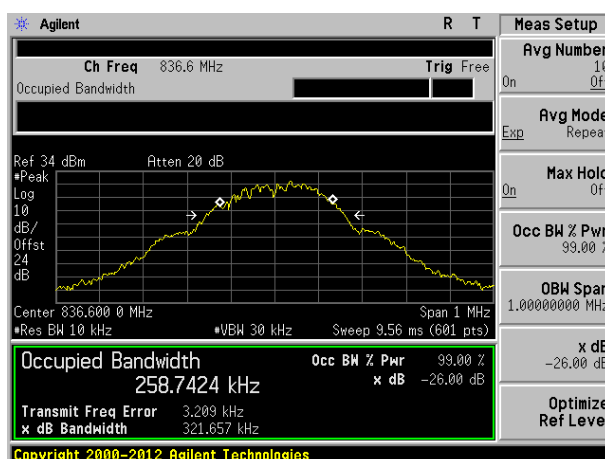 Agilent R T
Ch Freq 836.6 MHz Trig Free
Occupied Bandwidth
Ref 34 dBm Atten 20 dB
#Peak
Log
10
dB/
Offst
24
dB
Center 836.600 0 MHz Span 1 MHz
#Res BW 10 kHz #VBW 30 kHz Sweep 9.56 ms (601 pts)
Occupied Bandwidth Occ BW % Pwr 99.00 %
258.7424 kHz x dB -26.00 dB
Transmit Freq Error 3.209 kHz
x dB Bandwidth 321.657 kHz
Copyright 2000-2012 Agilent Technologies
Meas Setup
Avg Number
10
On Off
Avg Mode
Exp Repeat
Max Hold
On Off
Occ BW % Pwr
99.00 %
OBW Span
1.00000000 MHz
x dB
-26.00 dB
Optimize
Ref Level